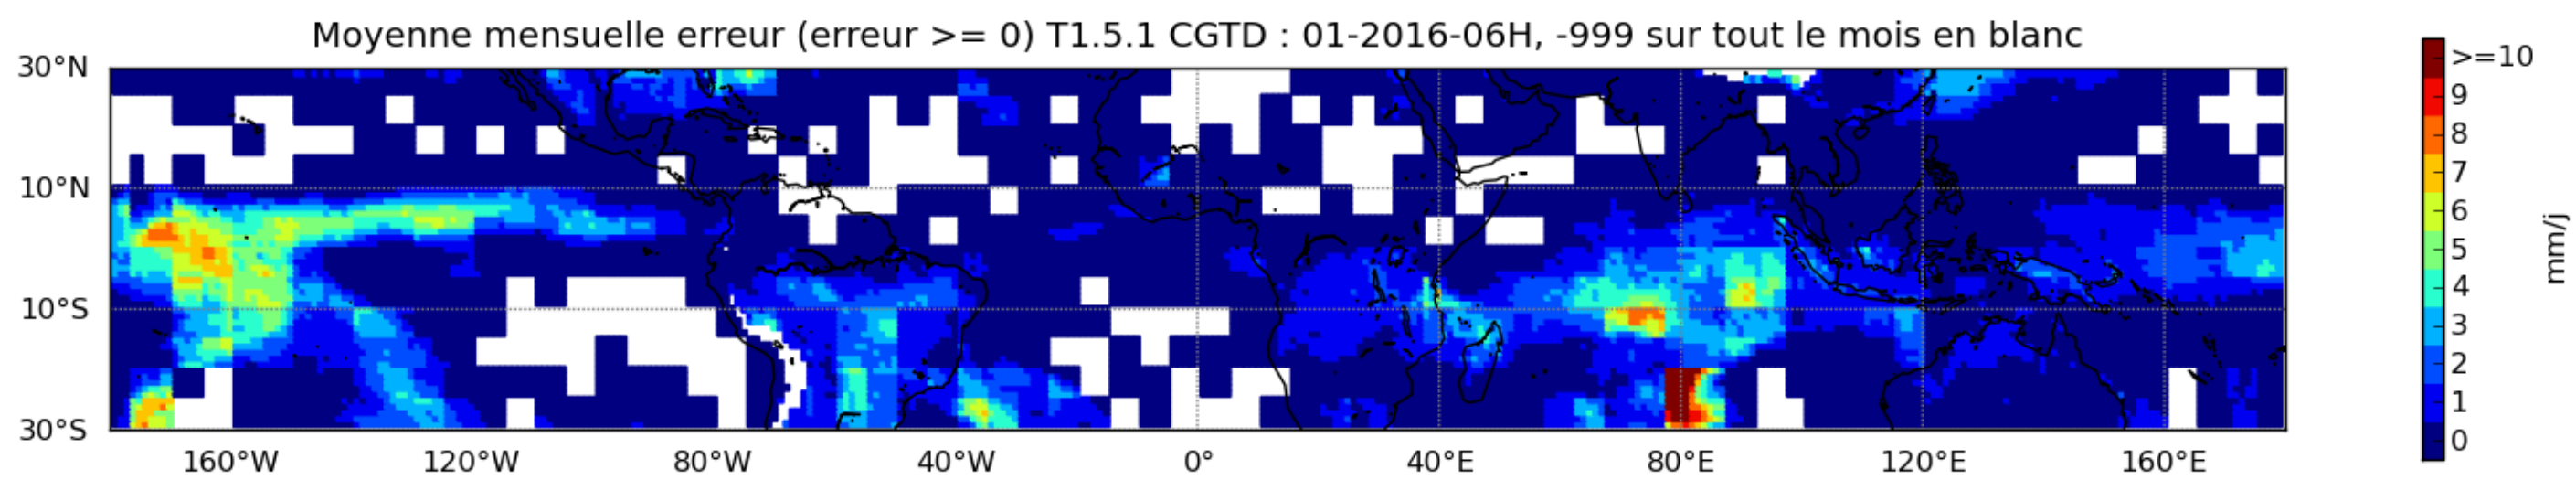 Moyenne mensuelle erreur (erreur >= 0) T1.5.1 CGTD : 01-2016-06H, -999 sur tout le mois en blanc
30°N
10°N
10°S
30°S
160°W 120°W 80°W 40°W 0° 40°E 80°E 120°E 160°E
>=10
9
8
7
6
5
4
3
2
1
0
mm/j